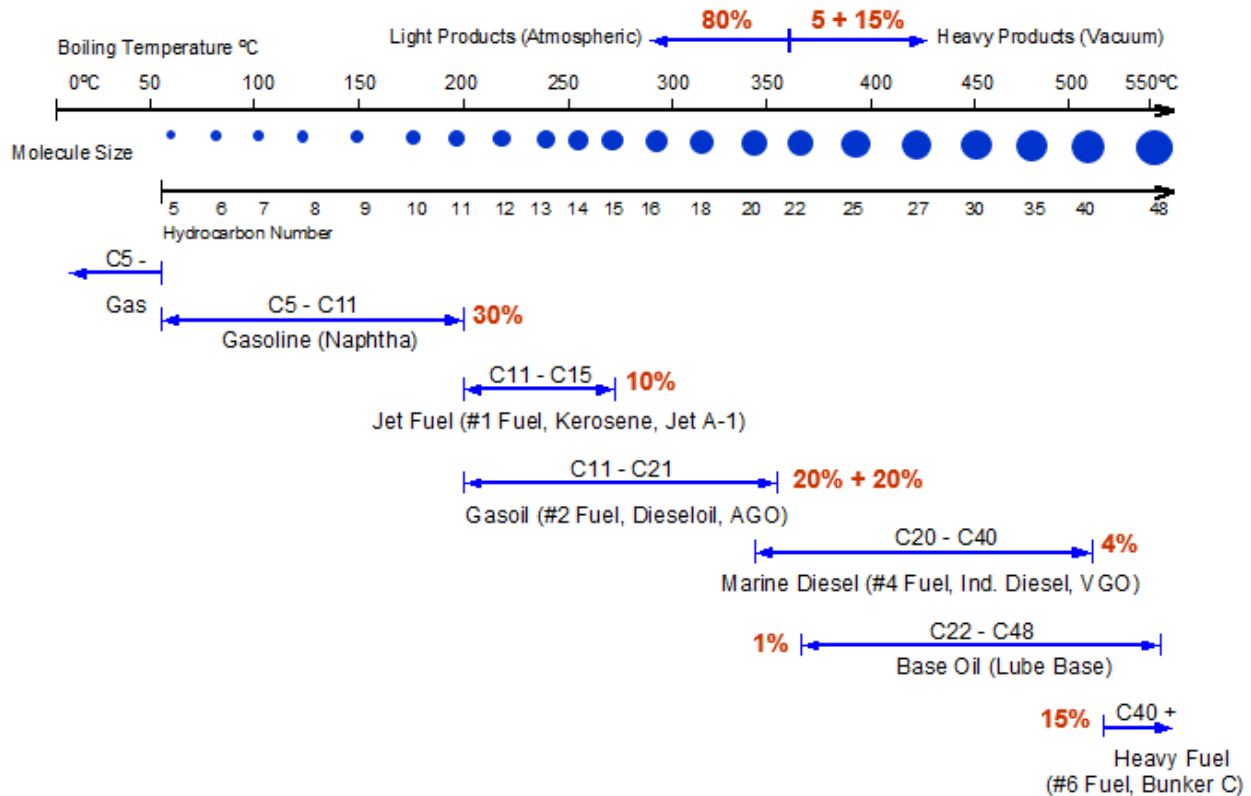 80%
5 + 15%
Light Products (Atmospheric)
Heavy Products (Vacuum)
Boiling Temperature ºC
0ºC 50 100 150 200 250 300 350 400 450 500 550ºC
Molecule Size
5 6 7 8 9 10 11 12 13 14 15 16 18 20 22 25 27 30 35 40 48
Hydrocarbon Number
C5 -
Gas
C5 - C11
30%
Gasoline (Naphtha)
C11 - C15
10%
Jet Fuel (#1 Fuel, Kerosene, Jet A-1)
C11 - C21
20% + 20%
Gasoil (#2 Fuel, Dieseloil, AGO)
C20 - C40
4%
Marine Diesel (#4 Fuel, Ind. Diesel, VGO)
1%
C22 - C48
Base Oil (Lube Base)
15%
C40 +
Heavy Fuel
(#6 Fuel, Bunker C)